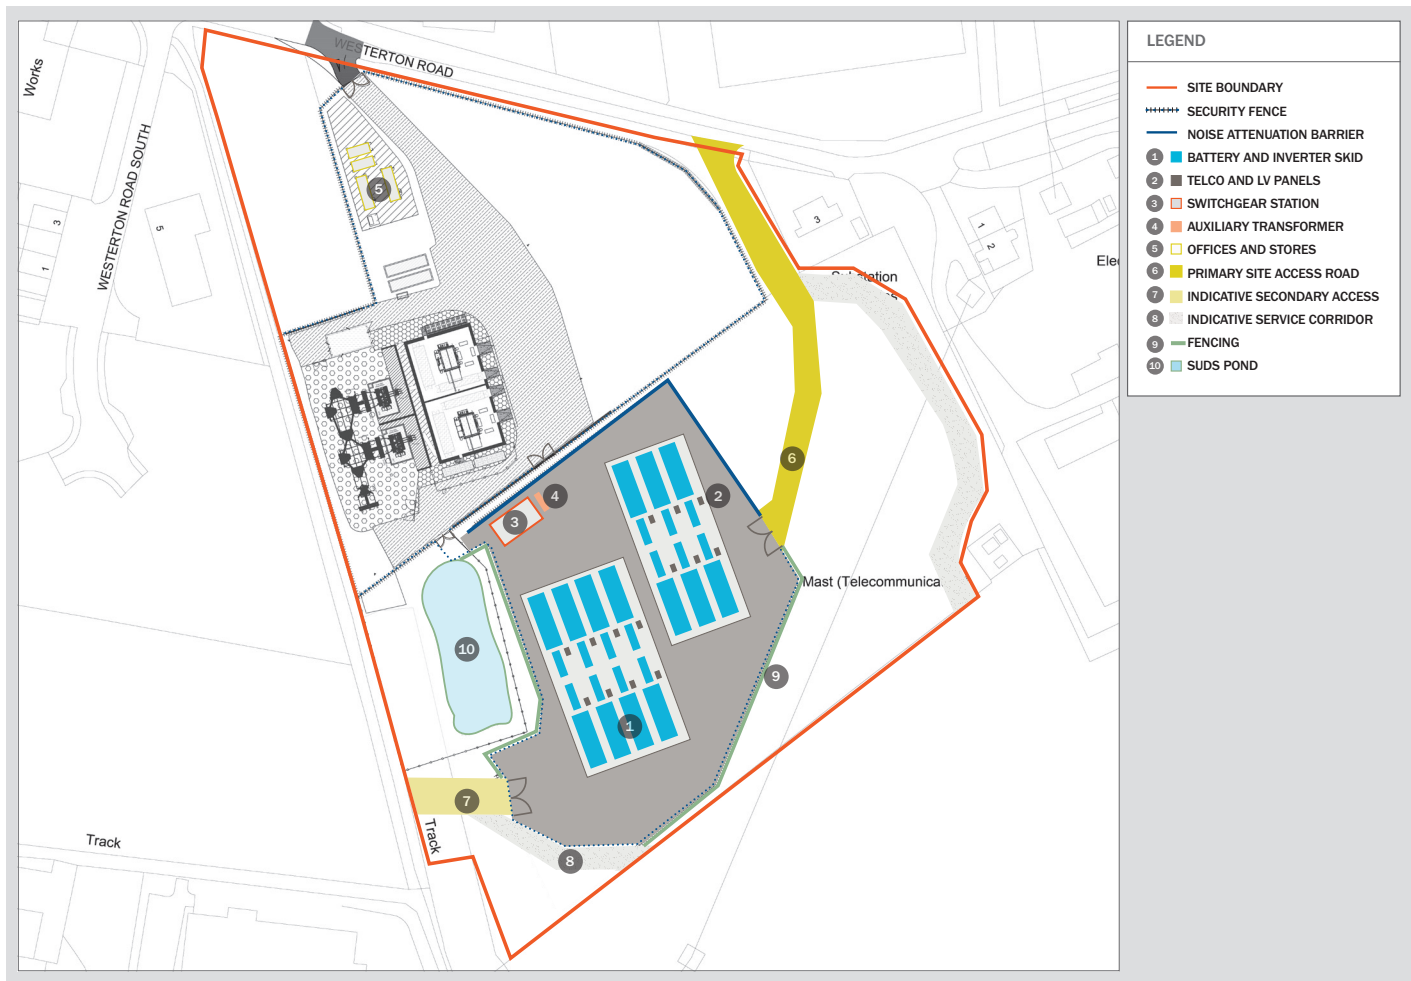 WESTERTON ROAD
Works
WESTERTON ROAD SOUTH
3
1
5
5
3
1
2
Substation
Elec
6
4
2
3
Mast (Telecommunica
10
9
1
7
Track
Track
8
LEGEND
SITE BOUNDARY
SECURITY FENCE
NOISE ATTENUATION BARRIER
1 BATTERY AND INVERTER SKID
2 TELCO AND LV PANELS
3 SWITCHGEAR STATION
4 AUXILIARY TRANSFORMER
5 OFFICES AND STORES
6 PRIMARY SITE ACCESS ROAD
7 INDICATIVE SECONDARY ACCESS
8 INDICATIVE SERVICE CORRIDOR
9 FENCING
10 SUDS POND